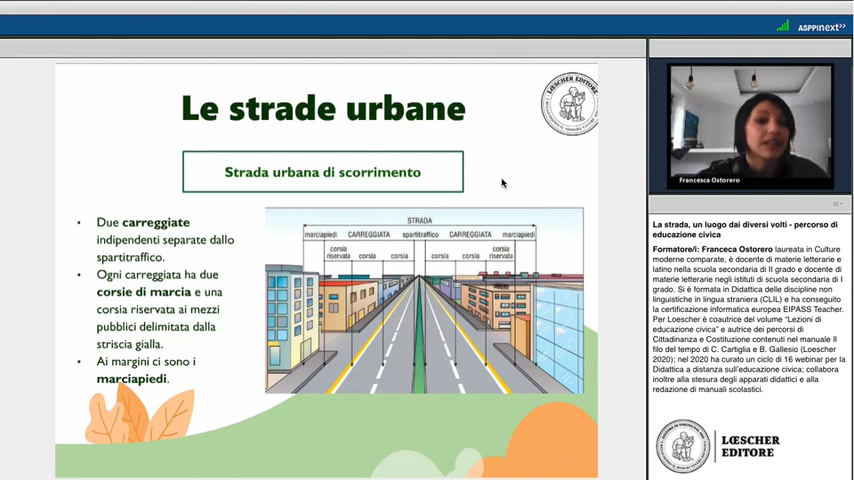 ASPPInext>>
Le strade urbane
LŒSCHER EDITORE
Strada urbana di scorrimento
• Due carreggiate
indipendenti separate dallo
spartitraffico.
• Ogni carreggiata ha due
corsie di marcia e una
corsia riservata ai mezzi
pubblici delimitata dalla
striscia gialla.
• Ai margini ci sono i
marciapiedi.
STRADA
marciapiedi CARREGGIATA spartitraffico CARREGGIATA marciapiedi
corsia riservata corsia corsia corsia corsia corsia riservata
Francesca Ostorero
La strada, un luogo dai diversi volti - percorso di
educazione civica
Formatore/i: Franceca Ostorero laureata in Culture
moderne comparate, è docente di materie letterarie e
latino nella scuola secondaria di II grado e docente di
materie letterarie negli istituti di scuola secondaria di I
grado. Si è formata in Didattica delle discipline non
linguistiche in lingua straniera (CLIL) e ha conseguito
la certificazione informatica europea EIPASS Teacher.
Per Loescher è coautrice del volume "Lezioni di
educazione civica" e autrice dei percorsi di
Cittadinanza e Costituzione contenuti nel manuale Il
filo del tempo di C. Cartiglia e B. Gallesio (Loescher
2020); nel 2020 ha curato un ciclo di 16 webinar per la
Didattica a distanza sull'educazione civica; collabora
inoltre alla stesura degli apparati didattici e alla
redazione di manuali scolastici.
LŒSCHER
EDITORE